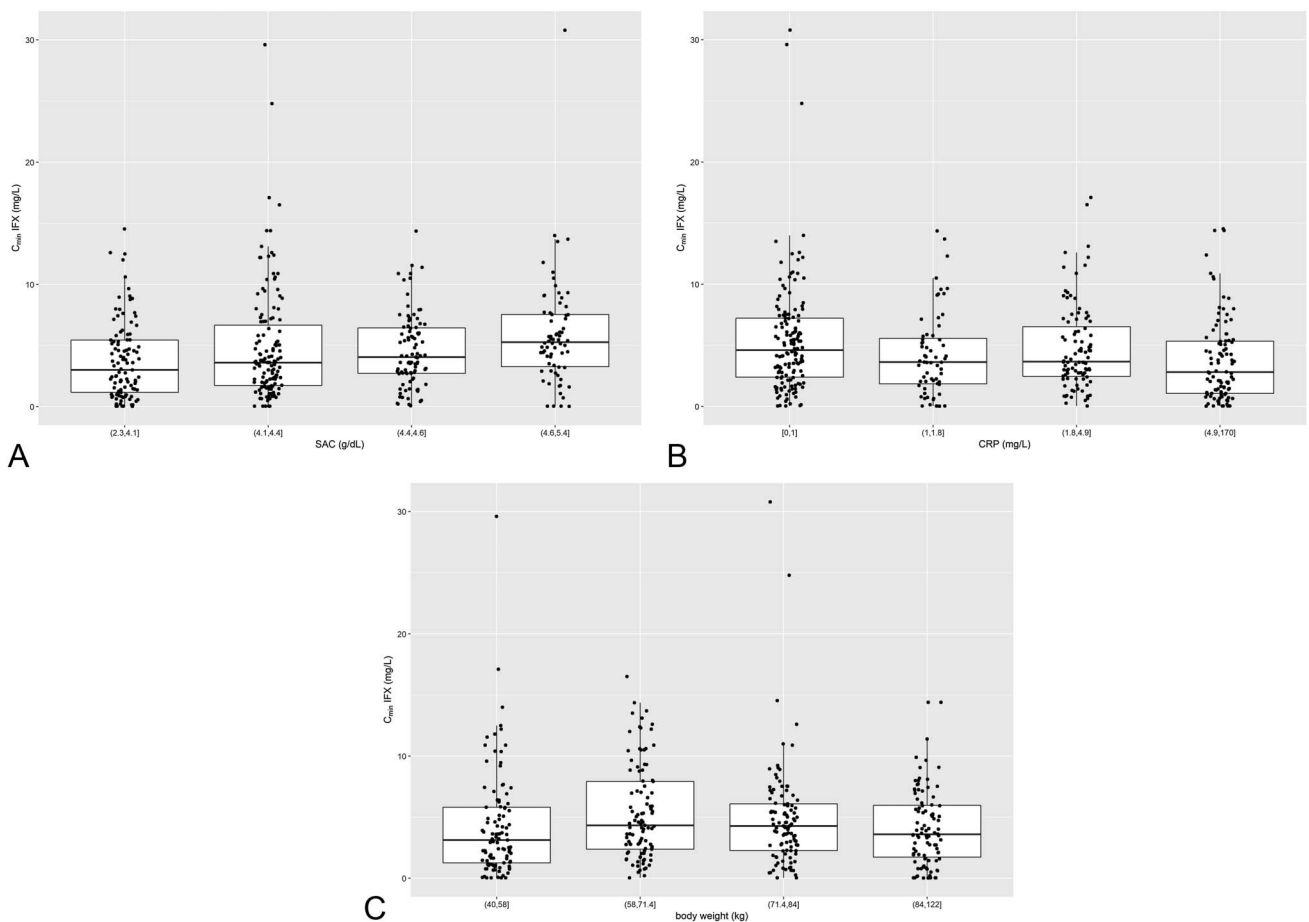 30-
20-
10-
0-
Cmin IFX (mg/L)
(2.3,4.1]
(4.1,4.4]
(4.4,4.6]
(4.6,5.4]
SAC (g/dL)
A
30-
20-
10-
0-
Cmin IFX (mg/L)
[0,1]
(1,1.8]
(1.8,4.9]
(4.9,170]
CRP (mg/L)
B
30-
20-
10-
0-
Cmin IFX (mg/L)
(40,58]
(58,71.4]
(71.4,84]
(84,122]
body weight (kg)
C